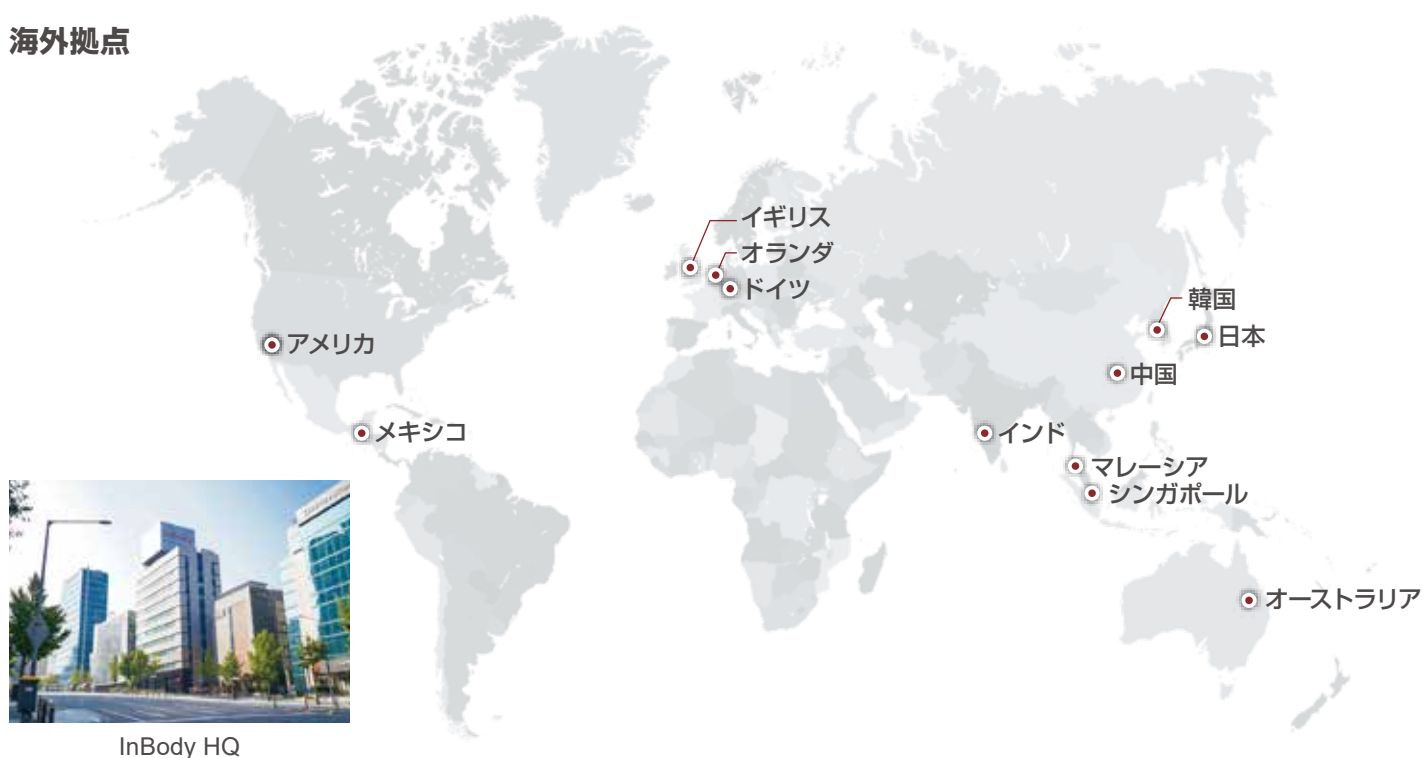 海外拠点
イギリス
オランダ
ドイツ
韓国
日本
アメリカ
中国
メキシコ
インド
マレーシア
シンガポール
オーストラリア
InBody HQ